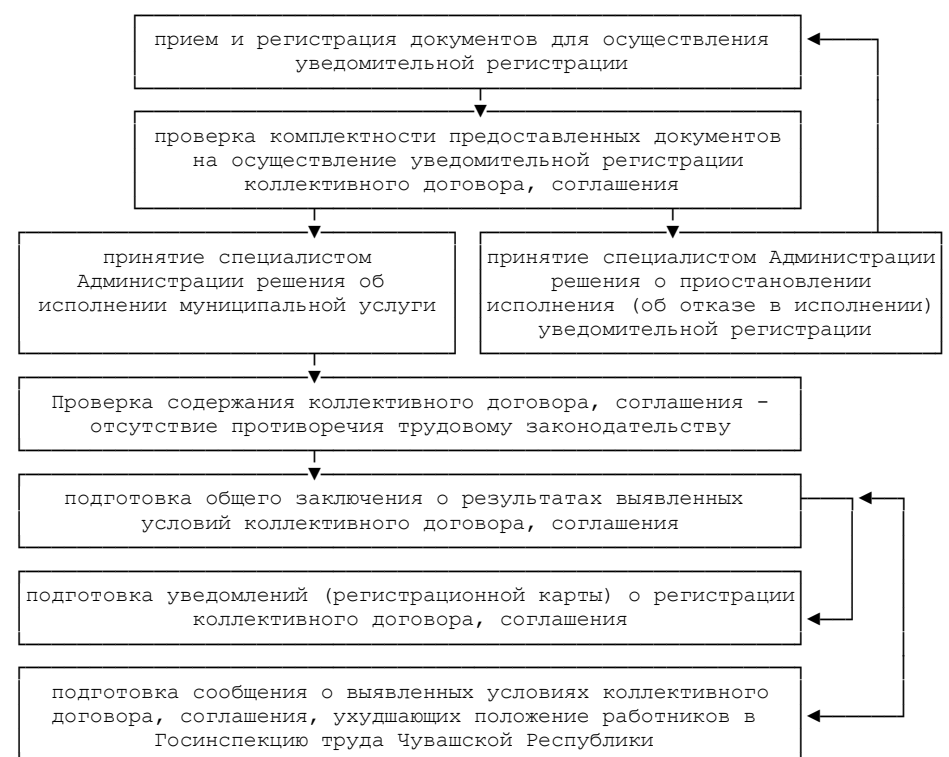 прием и регистрация документов для осуществления
уведомительной регистрации
проверка комплектности предоставленных документов
на осуществление уведомительной регистрации
коллективного договора, соглашения
принятие специалистом
Администрации решения об
исполнении муниципальной услуги
принятие специалистом Администрации
решения о приостановлении
исполнения (об отказе в исполнении)
уведомительной регистрации
Проверка содержания коллективного договора, соглашения -
отсутствие противоречия трудовому законодательству
подготовка общего заключения о результатах выявленных
условий коллективного договора, соглашения
подготовка уведомлений (регистрационной карты) о регистрации
коллективного договора, соглашения
подготовка сообщения о выявленных условиях коллективного
договора, соглашения, ухудшающих положение работников в
Госинспекцию труда Чувашской Республики